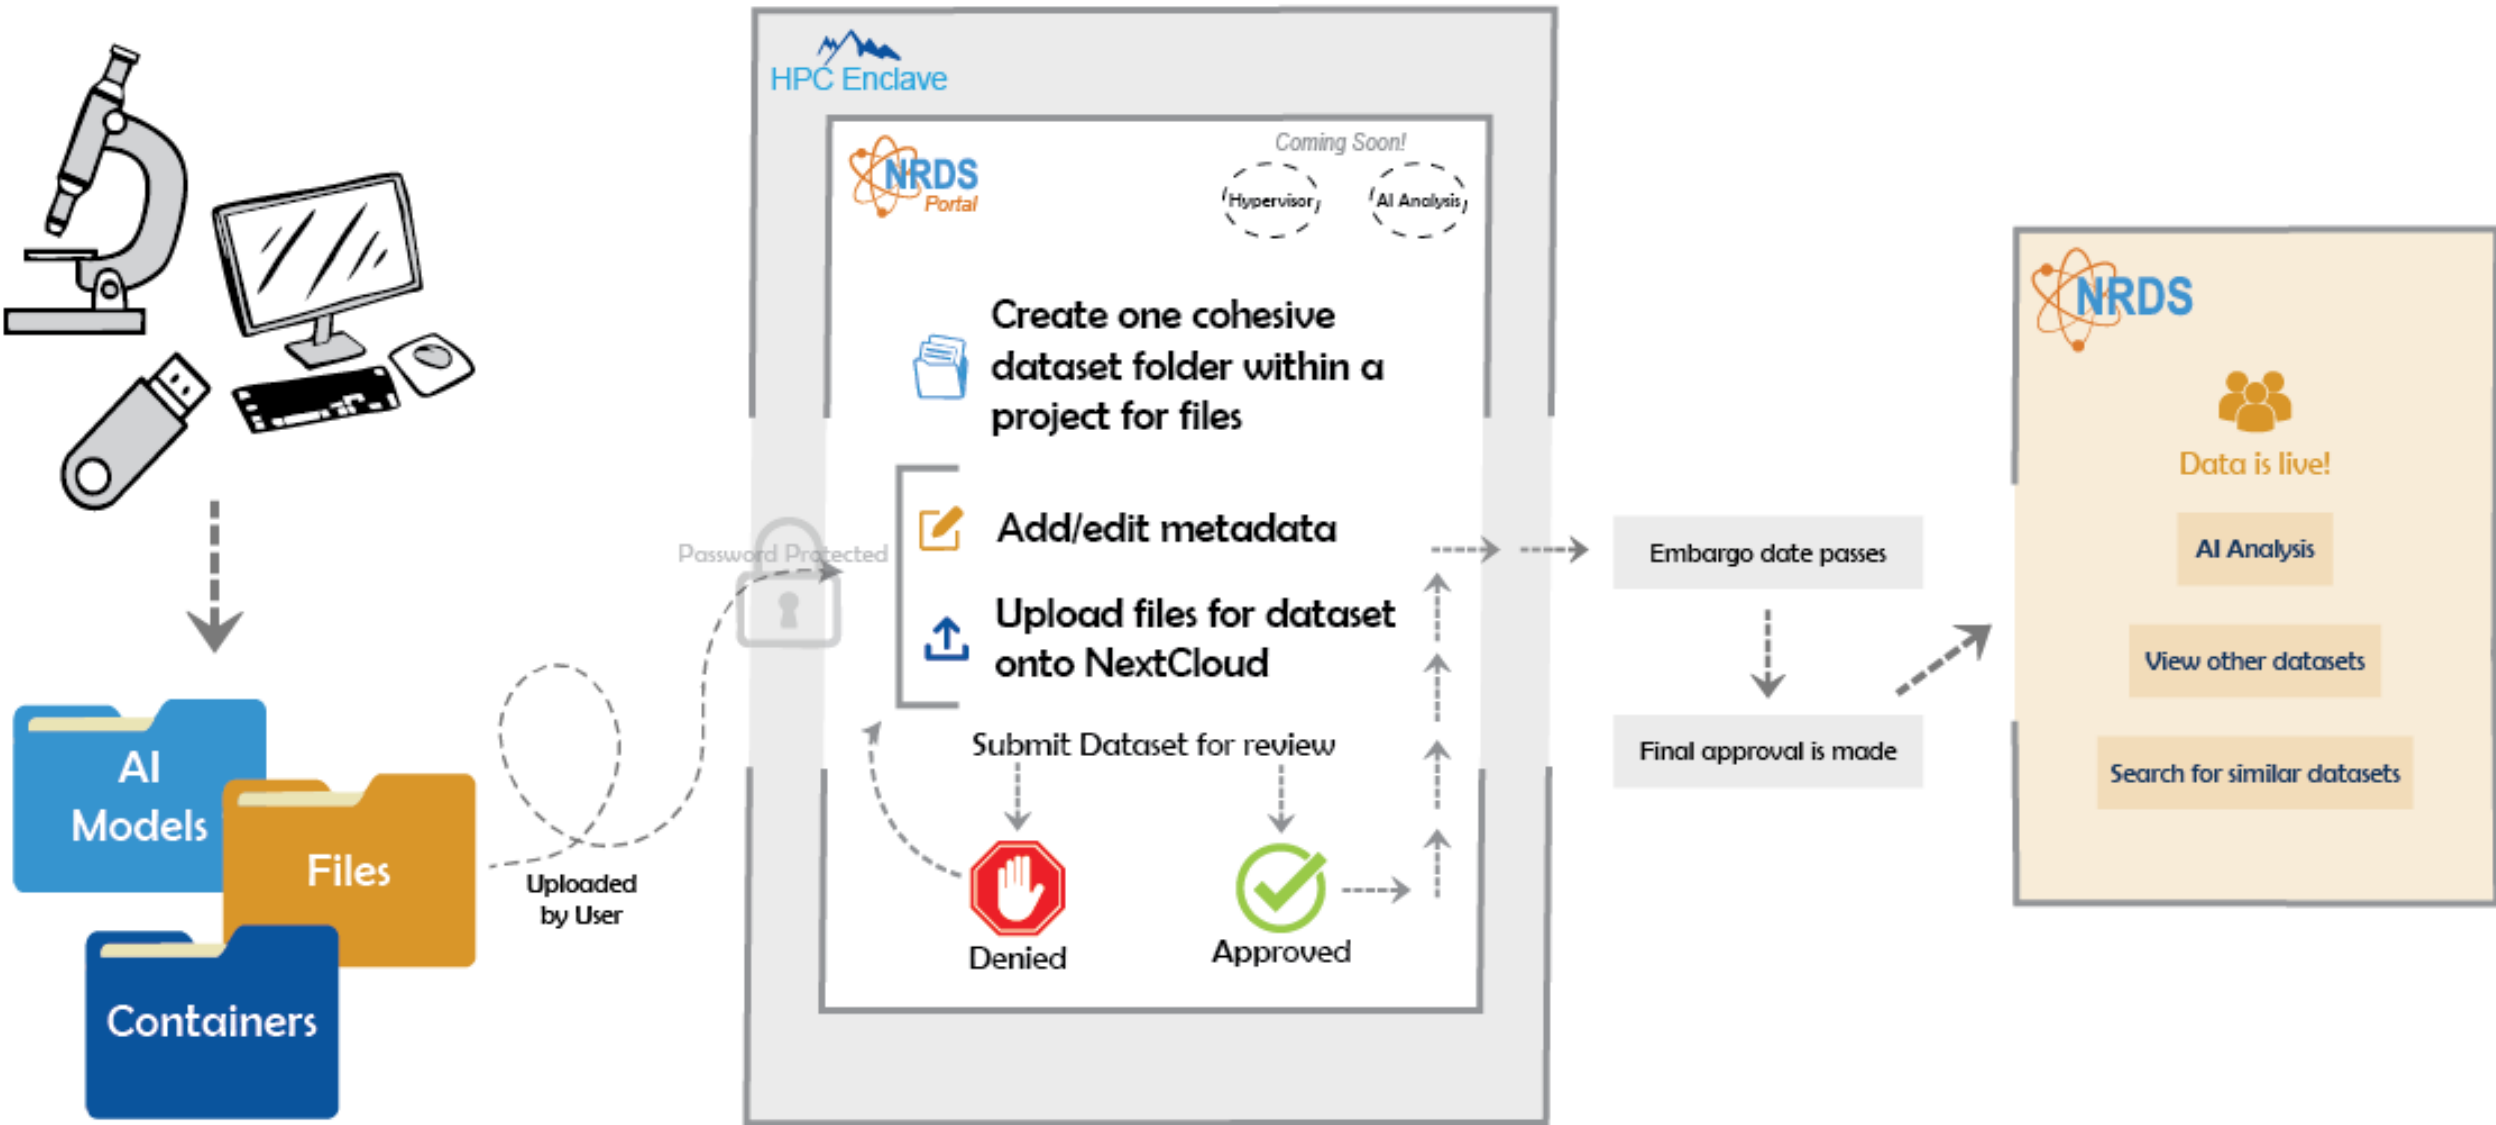 HPC Enclave
NRDS
Portal
Coming Soon!
Hypervisor
AI Analysis
Create one cohesive
dataset folder within a
project for files
Password Protected
Add/edit metadata
Upload files for dataset
onto NextCloud
Submit Dataset for review
Denied
Approved
AI
Models
Files
Containers
Uploaded
by User
Embargo date passes
Final approval is made
NRDS
Data is live!
AI Analysis
View other datasets
Search for similar datasets